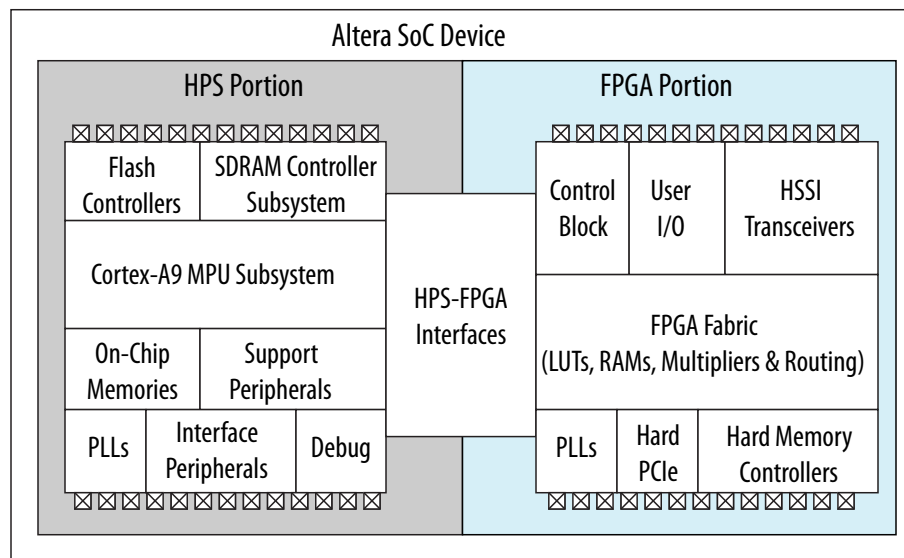 Altera SoC Device
HPS Portion
FPGA Portion
Flash
Controllers
SDRAM Controller
Subsystem
Cortex-A9 MPU Subsystem
On-Chip
Memories
Support
Peripherals
PLLs
Interface
Peripherals
Debug
HPS-FPGA
Interfaces
Control
Block
User
I/O
HSSI
Transceivers
FPGA Fabric
(LUTs, RAMs, Multipliers & Routing)
PLLs
Hard
PCIe
Hard Memory
Controllers